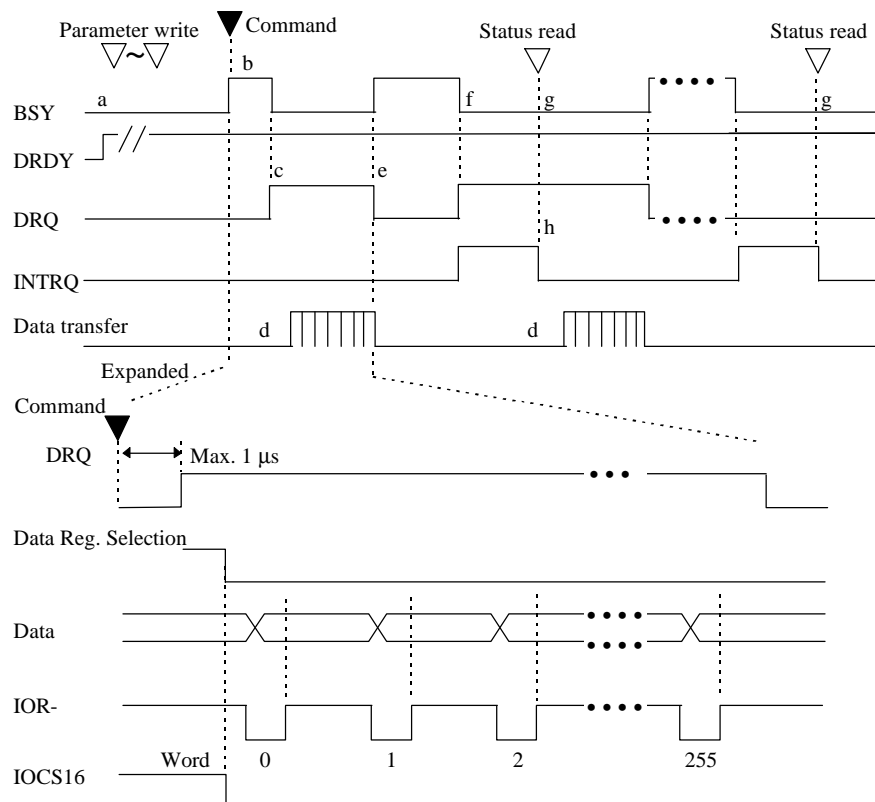 Parameter write
Command
Status read
Status read
b
a
f
g
g
BSY
DRDY
c
e
DRQ
h
INTRQ
Data transfer
d
d
Expanded
Command
DRQ
Max. 1 μs
Data Reg. Selection
Data
IOR-
Word
0
1
2
255
IOCS16